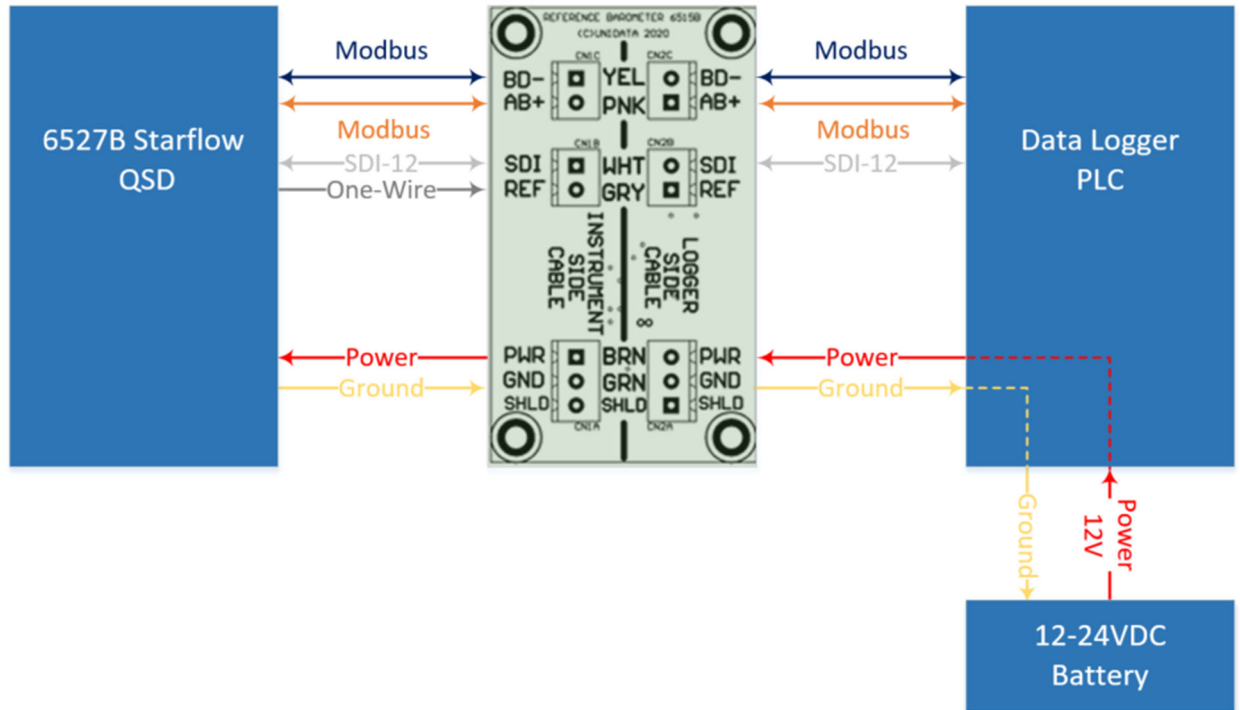 REFERENCE BAROMETER 6515B
(C)UNIDATA 2020
6527B Starflow
QSD
Modbus
Modbus
SDI-12
One-Wire
Power
Ground
CN1C
CN2C
BD-
YEL
BD-
AB+
PNK
AB+
CN1B
CN2B
SDI
WHT
SDI
REF
GRY
REF
INSTRUMENT
SIDE
CABLE
LOGGER
SIDE
CABLE
∞
PWR
BRN
PWR
GND
GRN
GND
SHLD
SHLD
SHLD
CN1A
CN2A
Modbus
Modbus
SDI-12
Power
Ground
Data Logger
PLC
Ground
Power
12V
12-24VDC
Battery